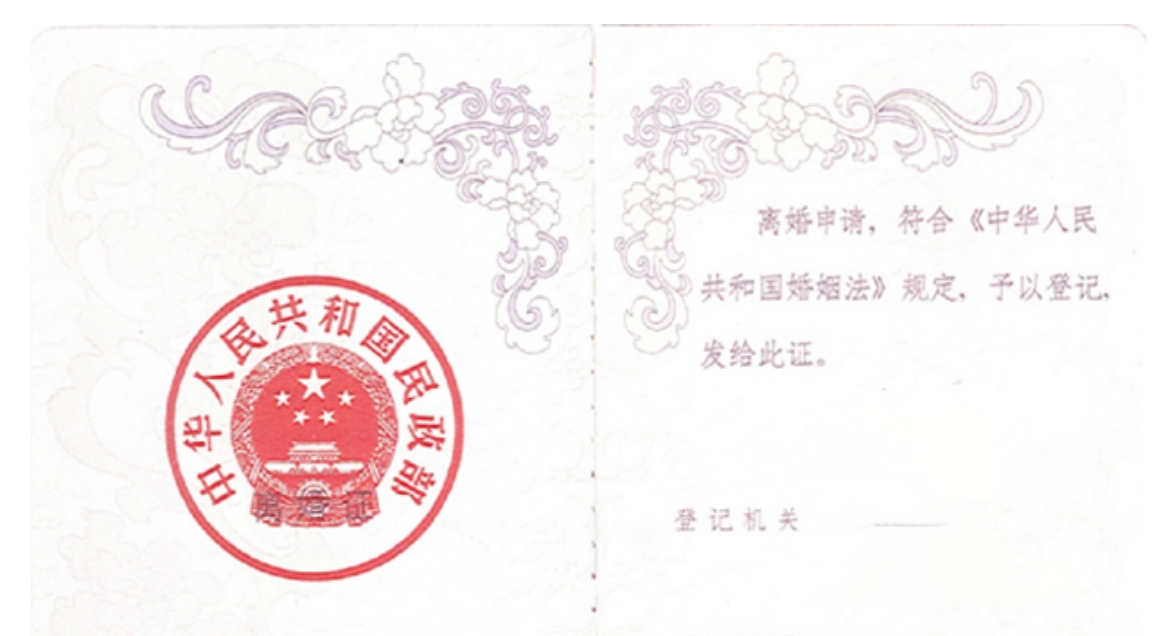 中华人民共和国民政部
离婚证
离婚申请，符合《中华人民
共和国婚姻法》规定，予以登记，
发给此证。
登记机关